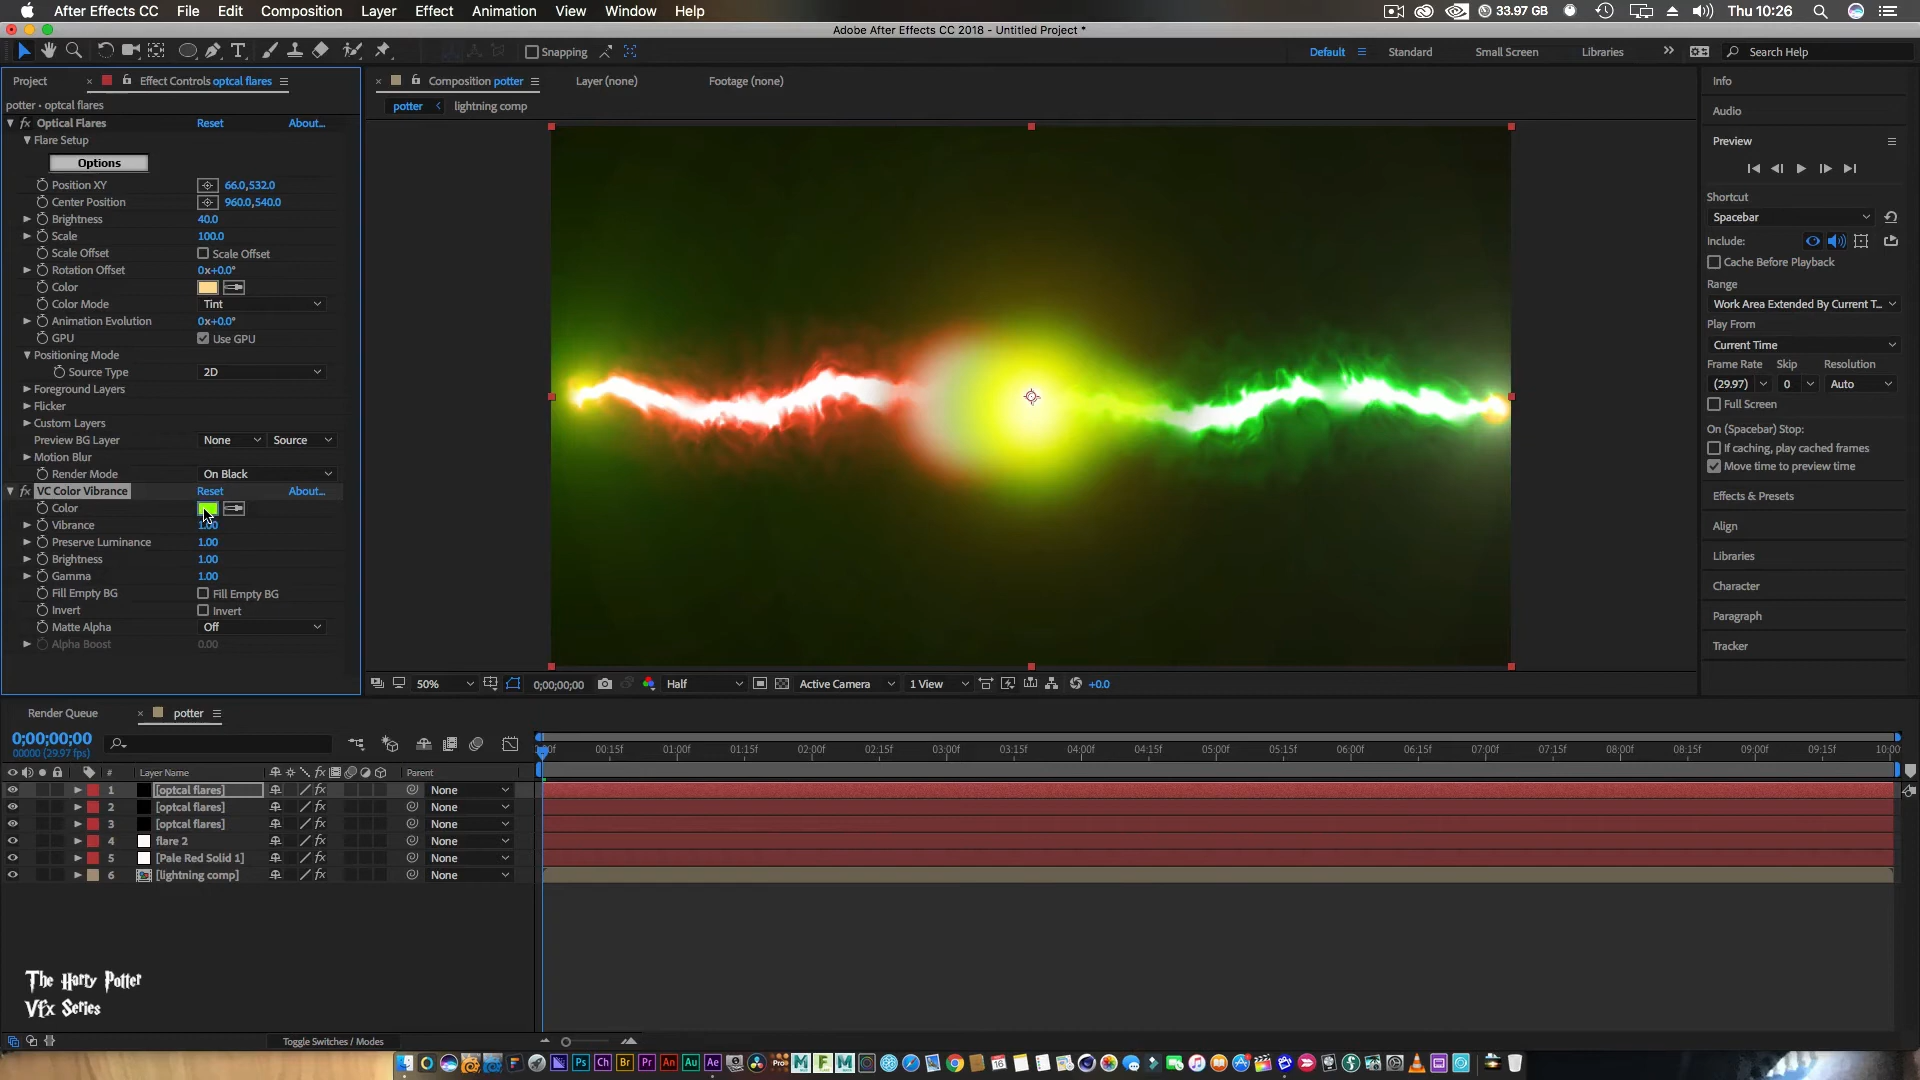 After Effects CC File Edit Composition Layer Effect Animation View Window Help 33.97 GB Thu 10:26
Adobe After Effects CC 2018 - Untitled Project *
Snapping Default Standard Small Screen Libraries Search Help
Project Effect Controls optcal flares
potter • optcal flares
Optical Flares Reset About...
Flare Setup
Options
Position XY 66.0,532.0
Center Position 960.0,540.0
Brightness 40.0
Scale 100.0
Scale Offset Scale Offset
Rotation Offset 0x+0.0°
Color
Color Mode Tint
Animation Evolution 0x+0.0°
GPU Use GPU
Positioning Mode
Source Type 2D
Foreground Layers
Flicker
Custom Layers
Preview BG Layer None Source
Motion Blur
Render Mode On Black
VC Color Vibrance Reset About...
Color
Vibrance 1.00
Preserve Luminance 1.00
Brightness 1.00
Gamma 1.00
Fill Empty BG Fill Empty BG
Invert Invert
Matte Alpha Off
Alpha Boost 0.00
Composition potter Layer (none) Footage (none)
potter lightning comp
50% 0;00;00;00 Half Active Camera 1 View +0.0
Info
Audio
Preview
Shortcut
Spacebar
Include:
Cache Before Playback
Range
Work Area Extended By Current T...
Play From
Current Time
Frame Rate Skip Resolution
(29.97) 0 Auto
Full Screen
On (Spacebar) Stop:
If caching, play cached frames
Move time to preview time
Effects & Presets
Align
Libraries
Character
Paragraph
Tracker
Render Queue potter
0;00;00;00
00000 (29.97 fps)
00:15f 01:00f 01:15f 02:00f 02:15f 03:00f 03:15f 04:00f 04:15f 05:00f 05:15f 06:00f 06:15f 07:00f 07:15f 08:00f 08:15f 09:00f 09:15f 10:00
# Layer Name Parent
1 [optcal flares] None
2 [optcal flares] None
3 [optcal flares] None
4 flare 2 None
5 [Pale Red Solid 1] None
6 [lightning comp] None
The Harry Potter
Vfx Series
Toggle Switches / Modes
Ps Ch Br Pr An Au Ae